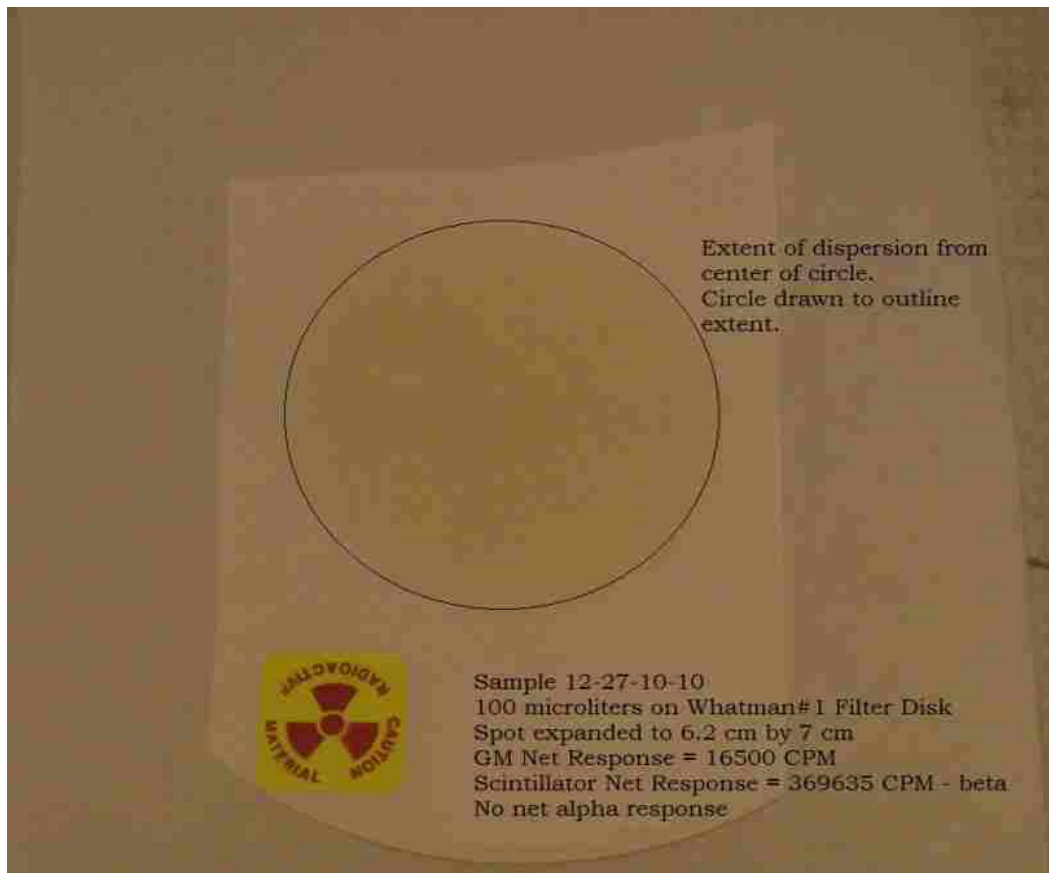 Extent of dispersion from
center of circle.
Circle drawn to outline
extent.
CAUTION
RADIOACTIVE
MATERIAL
Sample 12-27-10-10
100 microliters on Whatman#1 Filter Disk
Spot expanded to 6.2 cm by 7 cm
GM Net Response = 16500 CPM
Scintillator Net Response = 369635 CPM - beta
No net alpha response